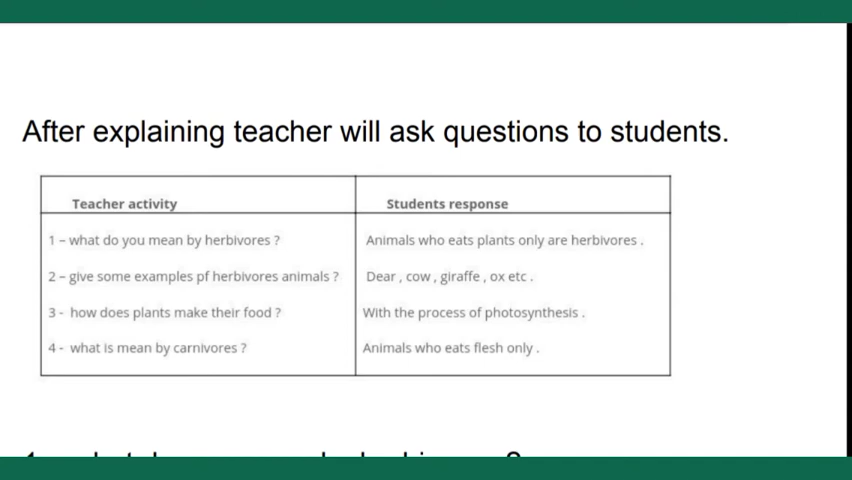 After explaining teacher will ask questions to students.
Teacher activity Students response
1 – what do you mean by herbivores ? Animals who eats plants only are herbivores .
2 – give some examples pf herbivores animals ? Dear , cow , giraffe , ox etc .
3 - how does plants make their food ? With the process of photosynthesis .
4 - what is mean by carnivores ? Animals who eats flesh only .